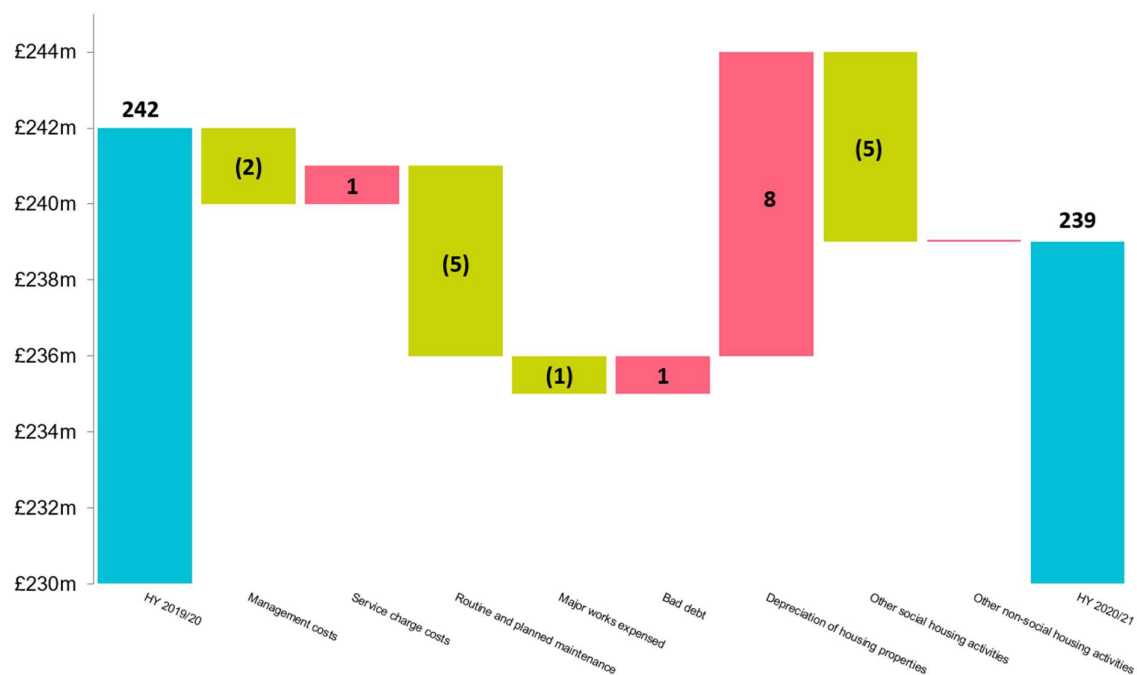 £244m
£242m
£240m
£238m
£236m
£234m
£232m
£230m
242
(2)
1
(5)
(1)
1
8
(5)
239
HY 2019/20
Management costs
Service charge costs
Routine and planned maintenance
Major works expensed
Bad debt
Depreciation of housing properties
Other social housing activities
Other non-social housing activities
HY 2020/21